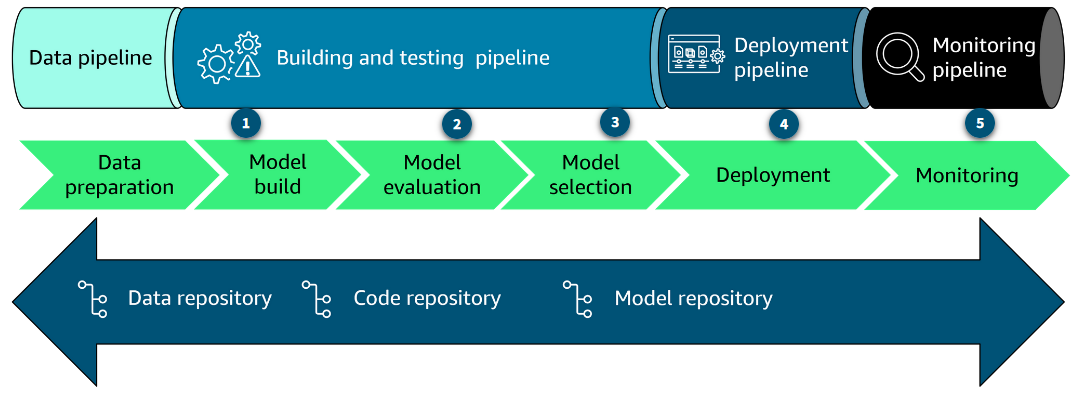 Data pipeline
Building and testing pipeline
Deployment
pipeline
Monitoring
pipeline
1
2
3
4
5
Data
preparation
Model
build
Model
evaluation
Model
selection
Deployment
Monitoring
Data repository
Code repository
Model repository